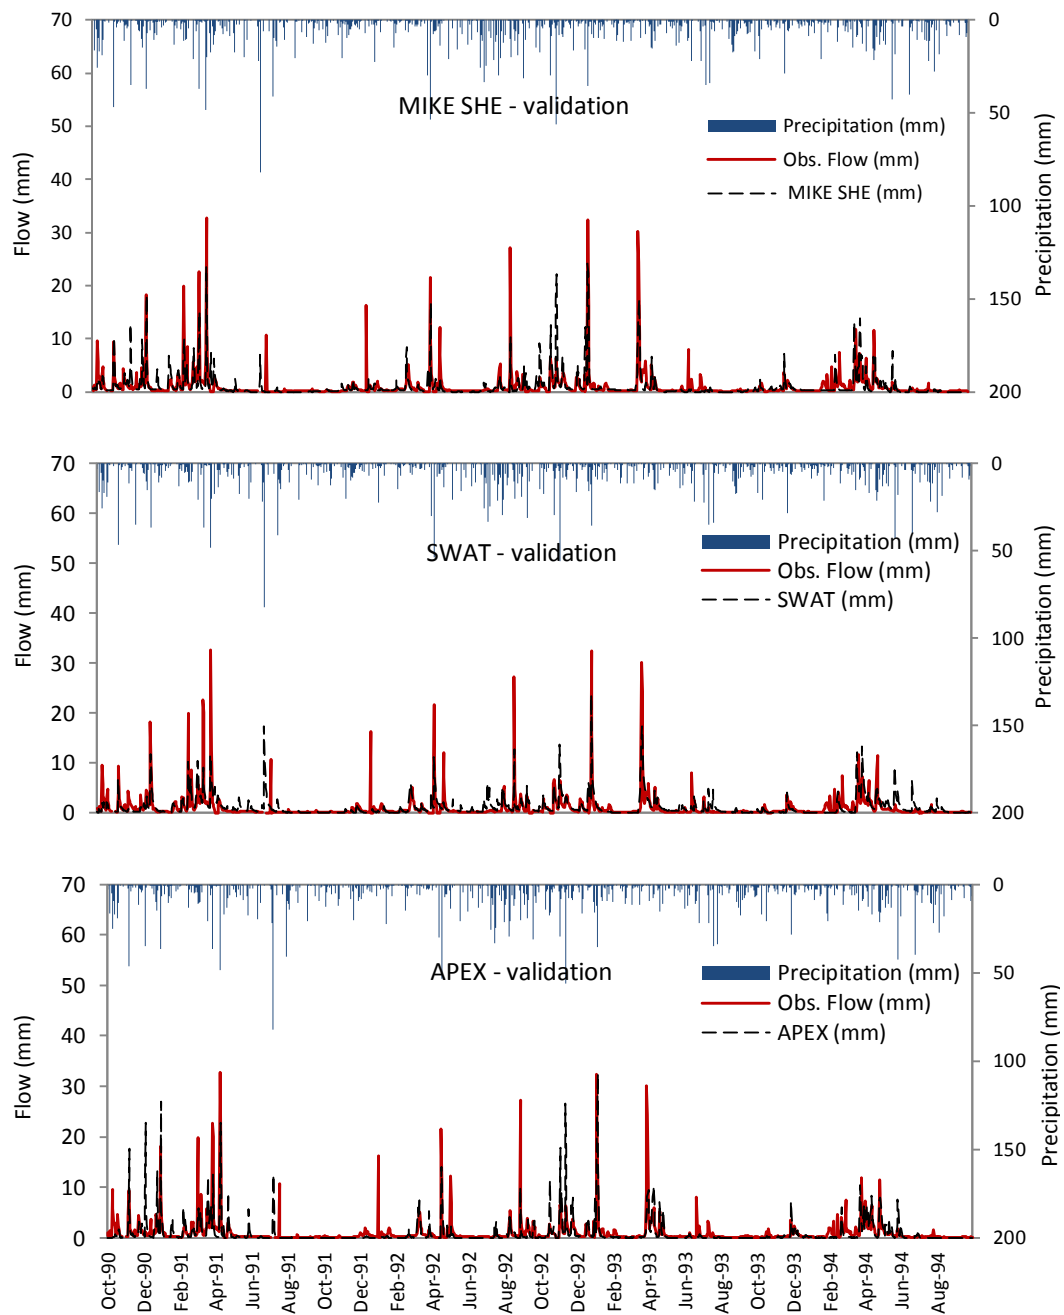 70
60
50
40
30
20
10
0
Flow (mm)
0
50
100
150
200
Precipitation (mm)
MIKE SHE - validation
Precipitation (mm)
Obs. Flow (mm)
MIKE SHE (mm)
70
60
50
40
30
20
10
0
Flow (mm)
0
50
100
150
200
Precipitation (mm)
SWAT - validation
Precipitation (mm)
Obs. Flow (mm)
SWAT (mm)
70
60
50
40
30
20
10
0
Flow (mm)
0
50
100
150
200
Precipitation (mm)
APEX - validation
Precipitation (mm)
Obs. Flow (mm)
APEX (mm)
Oct-90
Dec-90
Feb-91
Apr-91
Jun-91
Aug-91
Oct-91
Dec-91
Feb-92
Apr-92
Jun-92
Aug-92
Oct-92
Dec-92
Feb-93
Apr-93
Jun-93
Aug-93
Oct-93
Dec-93
Feb-94
Apr-94
Jun-94
Aug-94